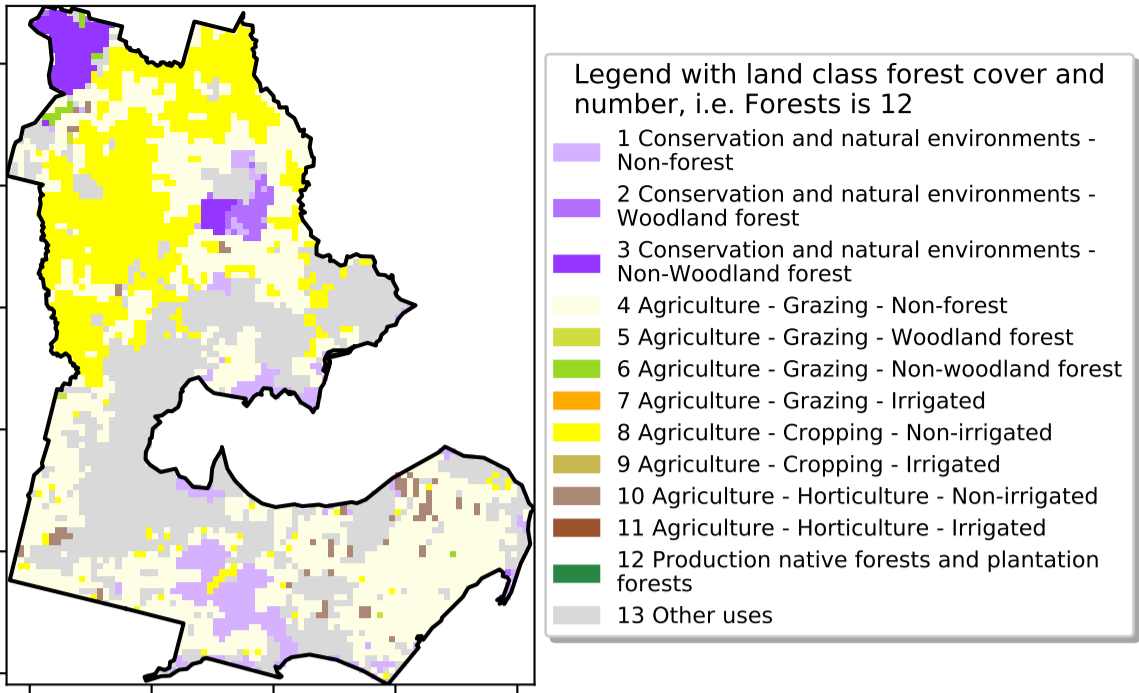 Legend with land class forest cover and
number, i.e. Forests is 12
1 Conservation and natural environments -
Non-forest
2 Conservation and natural environments -
Woodland forest
3 Conservation and natural environments -
Non-Woodland forest
4 Agriculture - Grazing - Non-forest
5 Agriculture - Grazing - Woodland forest
6 Agriculture - Grazing - Non-woodland forest
7 Agriculture - Grazing - Irrigated
8 Agriculture - Cropping - Non-irrigated
9 Agriculture - Cropping - Irrigated
10 Agriculture - Horticulture - Non-irrigated
11 Agriculture - Horticulture - Irrigated
12 Production native forests and plantation
forests
13 Other uses